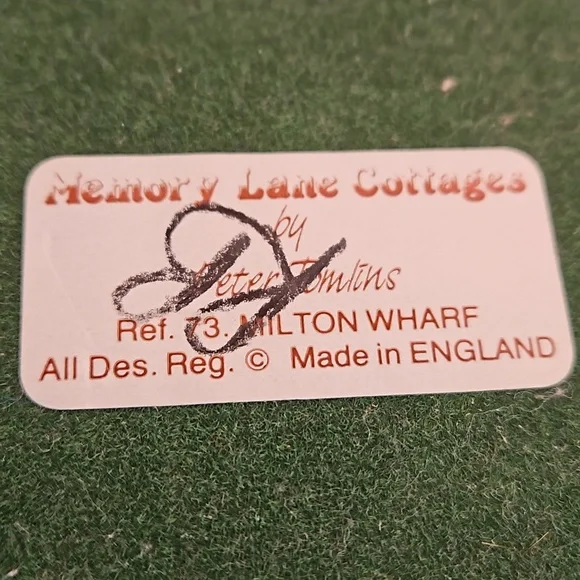 Memory Lane Cottages
by
Peter Tomlins
Ref. 73. MILTON WHARF
All Des. Reg. © Made in ENGLAND